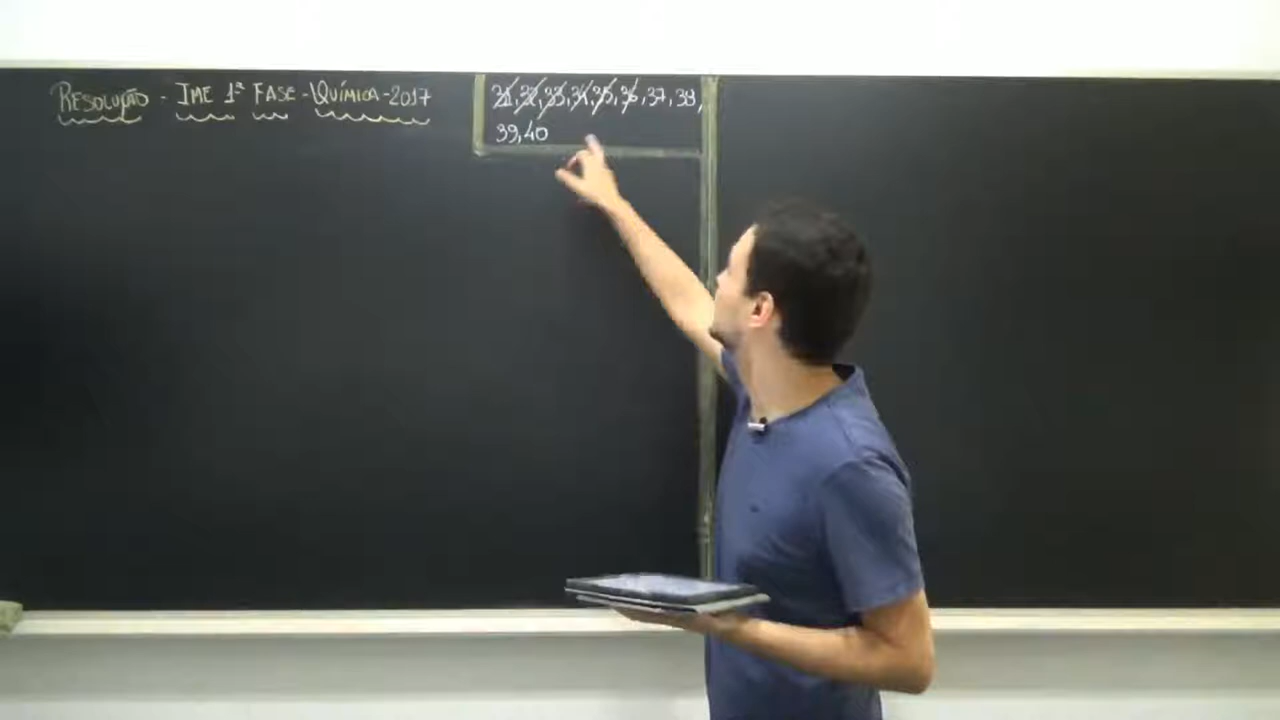 RESOLUÇÃO - IME 1ª FASE - QUÍMICA - 2017
31, 32, 33, 34, 35, 36, 37, 38,
39, 40